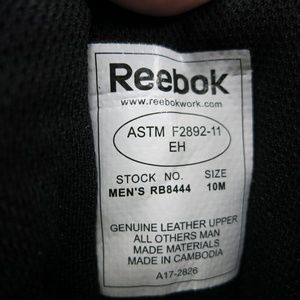 Reebok
www.reebokwork.com
ASTM F2892-11
EH
STOCK NO. SIZE
MEN'S RB8444 10M
GENUINE LEATHER UPPER
ALL OTHERS MAN
MADE MATERIALS
MADE IN CAMBODIA
A17-2826